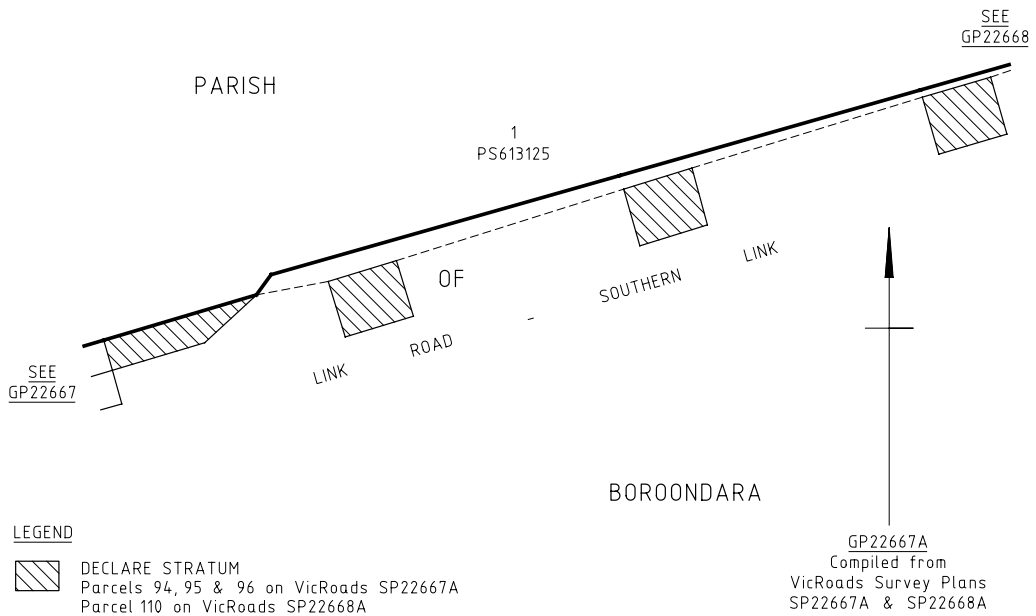 SEE
GP22668
PARISH
1
PS613125
OF
SOUTHERN
LINK
ROAD
-
LINK
SEE
GP22667
BOROONDARA
LEGEND
DECLARE STRATUM
Parcels 94, 95 & 96 on VicRoads SP22667A
Parcel 110 on VicRoads SP22668A
GP22667A
Compiled from
VicRoads Survey Plans
SP22667A & SP22668A